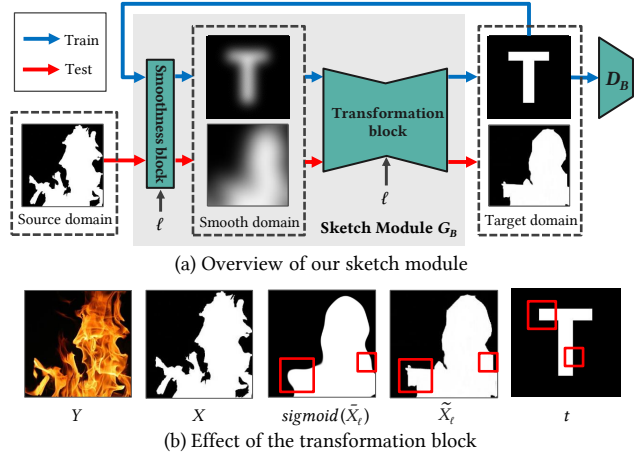 Train
Test
Smoothness block
T
Transformation
block
T
D_B
ℓ
ℓ
Source domain
Smooth domain
Sketch Module G_B
Target domain
(a) Overview of our sketch module
T
Y
X
sigmoid(X̄_ℓ)
X̃_ℓ
t
(b) Effect of the transformation block